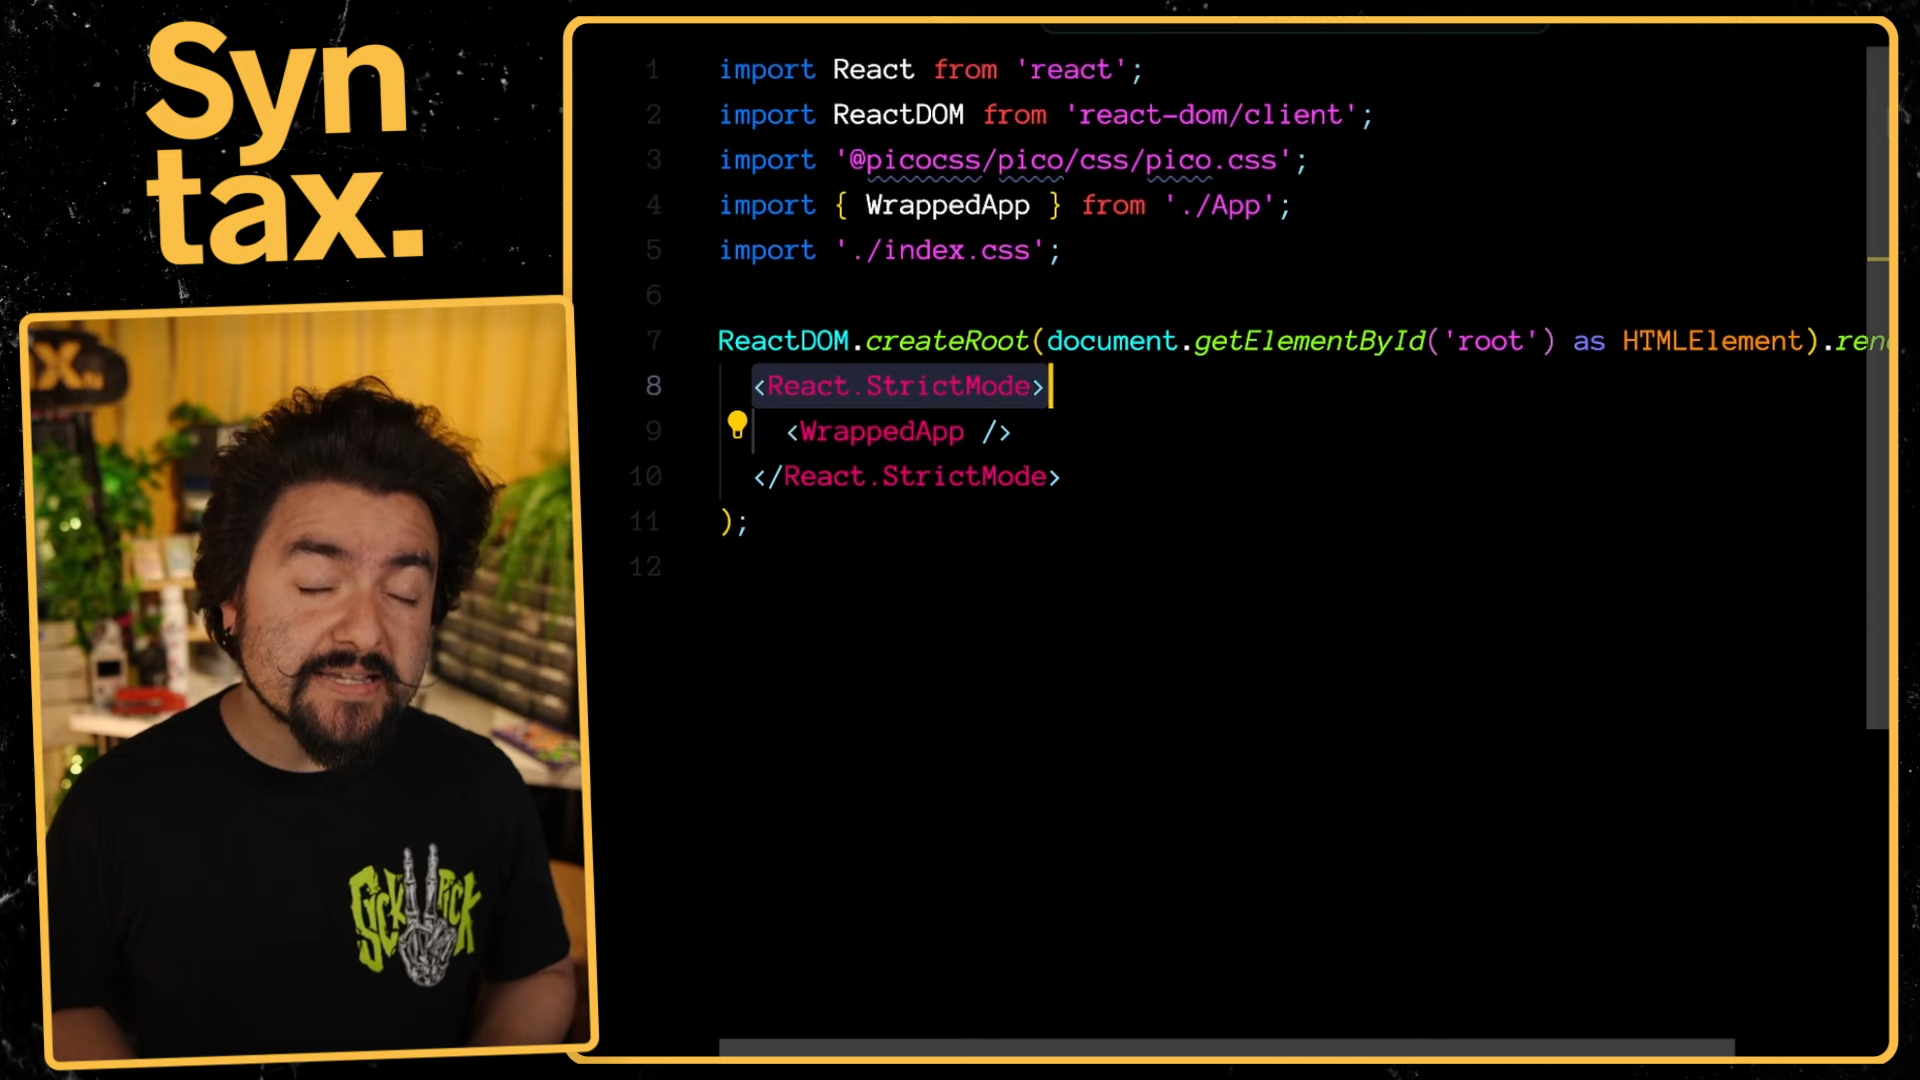 Syn
tax.
x.
SICK PICK
1 import React from 'react';
2 import ReactDOM from 'react-dom/client';
3 import '@picocss/pico/css/pico.css';
4 import { WrappedApp } from './App';
5 import './index.css';
6
7 ReactDOM.createRoot(document.getElementById('root') as HTMLElement).ren
8 <React.StrictMode>
9 <WrappedApp />
10 </React.StrictMode>
11 );
12